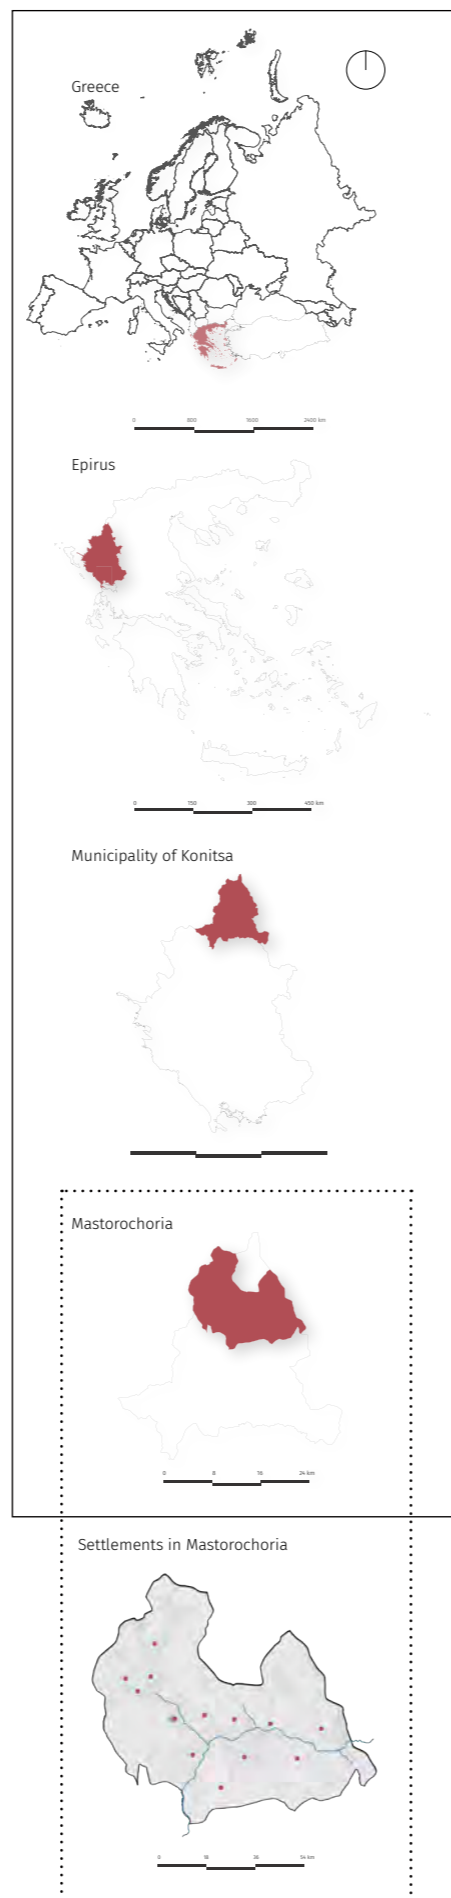 Greece
0 800 1600 2400 km
Epirus
0 150 300 450 km
Municipality of Konitsa
Mastorochoria
0 8 16 24 km
Settlements in Mastorochoria
0 18 36 54 km